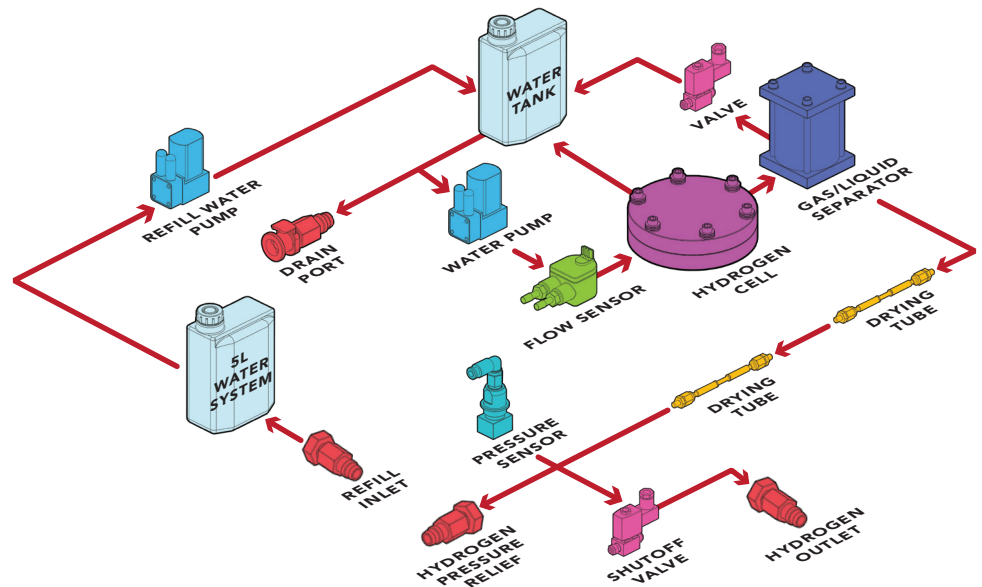 WATER
TANK
VALVE
GAS/LIQUID
SEPARATOR
REFILL WATER
PUMP
DRAIN
PORT
WATER PUMP
FLOW SENSOR
HYDROGEN
CELL
DRYING
TUBE
5L
WATER
SYSTEM
DRYING
TUBE
PRESSURE
SENSOR
REFILL
INLET
HYDROGEN
PRESSURE
RELIEF
SHUTOFF
VALVE
HYDROGEN
OUTLET